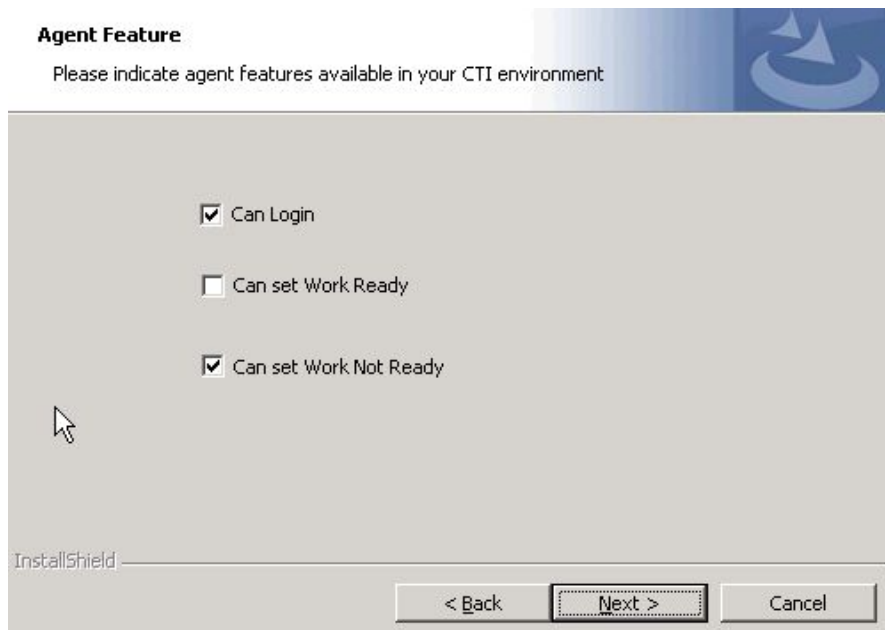 Agent Feature
Please indicate agent features available in your CTI environment
Can Login
Can set Work Ready
Can set Work Not Ready
InstallShield
< Back Next > Cancel